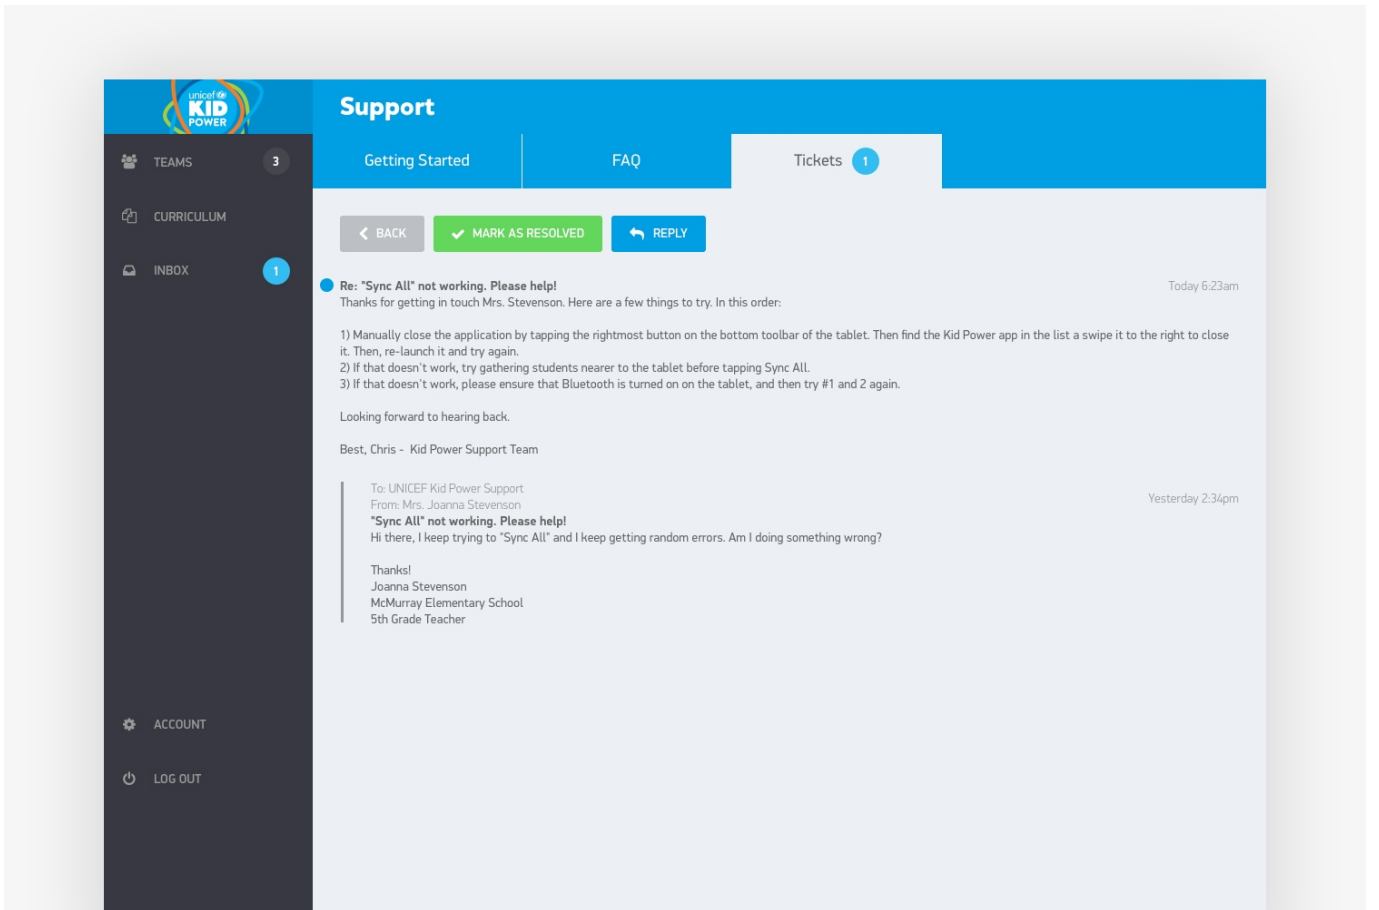 unicef
KID
POWER
Support
TEAMS 3
Getting Started
FAQ
Tickets 1
CURRICULUM
BACK
MARK AS RESOLVED
REPLY
INBOX 1
Re: "Sync All" not working. Please help!
Today 6:23am
Thanks for getting in touch Mrs. Stevenson. Here are a few things to try. In this order:
1) Manually close the application by tapping the rightmost button on the bottom toolbar of the tablet. Then find the Kid Power app in the list a swipe it to the right to close
it. Then, re-launch it and try again.
2) If that doesn't work, try gathering students nearer to the tablet before tapping Sync All.
3) If that doesn't work, please ensure that Bluetooth is turned on on the tablet, and then try #1 and 2 again.
Looking forward to hearing back.
Best, Chris - Kid Power Support Team
To: UNICEF Kid Power Support
Yesterday 2:34pm
From: Mrs. Joanna Stevenson
"Sync All" not working. Please help!
Hi there, I keep trying to "Sync All" and I keep getting random errors. Am I doing something wrong?
Thanks!
Joanna Stevenson
McMurray Elementary School
5th Grade Teacher
ACCOUNT
LOG OUT